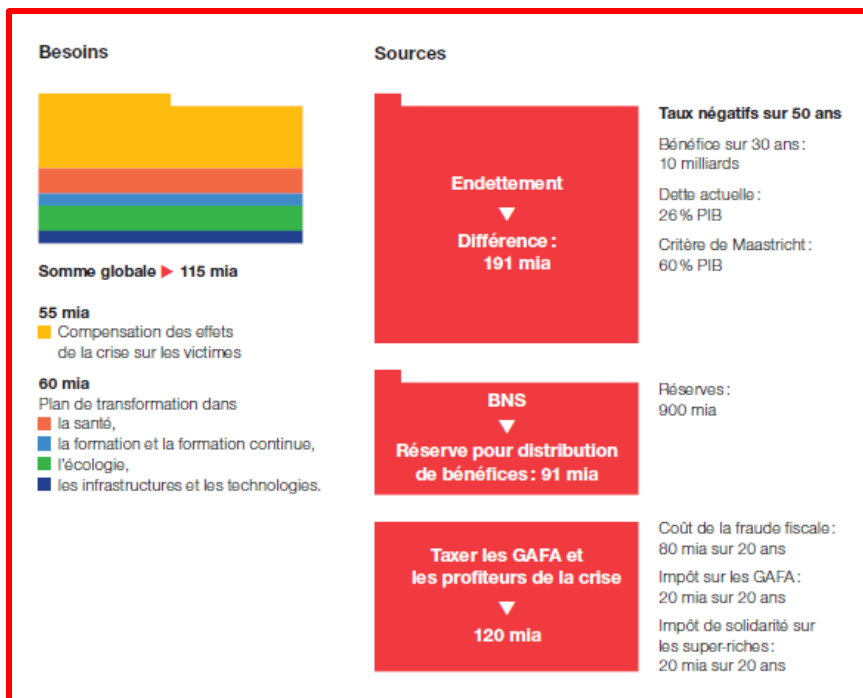 Besoins
Somme globale ▶ 115 mia
55 mia
Compensation des effets
de la crise sur les victimes
60 mia
Plan de transformation dans
la santé,
la formation et la formation continue,
l'écologie,
les infrastructures et les technologies.
Sources
Endettement
▼
Différence :
191 mia
Taux négatifs sur 50 ans
Bénéfice sur 30 ans :
10 milliards
Dette actuelle :
26 % PIB
Critère de Maastricht :
60 % PIB
BNS
▼
Réserve pour distribution
de bénéfices : 91 mia
Réserves :
900 mia
Taxer les GAFA et
les profiteurs de la crise
▼
120 mia
Coût de la fraude fiscale :
80 mia sur 20 ans
Impôt sur les GAFA :
20 mia sur 20 ans
Impôt de solidarité sur
les super-riches :
20 mia sur 20 ans